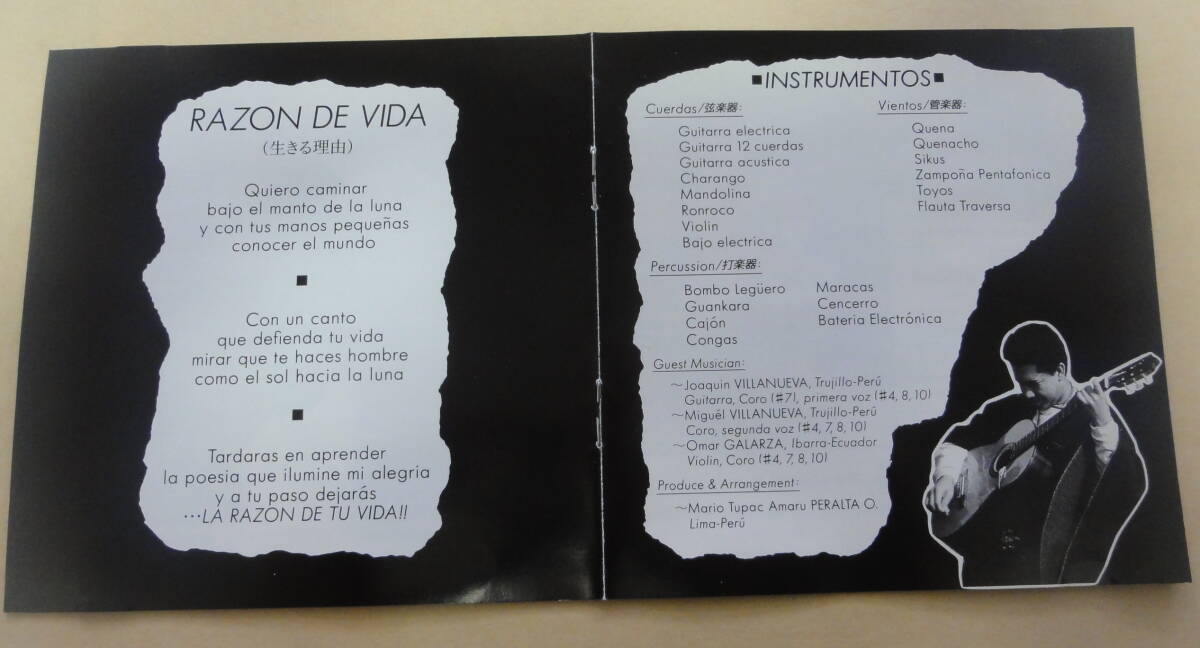 RAZON DE VIDA
(生きる理由)
Quiero caminar
bajo el manto de la luna
y con tus manos pequeñas
conocer el mundo
■
Con un canto
que defienda tu vida
mirar que te haces hombre
como el sol hacia la luna
■
Tardaras en aprender
la poesia que ilumine mi alegria
y a tu paso dejarás
…LA RAZON DE TU VIDA!!
■INSTRUMENTOS■
Cuerdas/弦楽器:
Guitarra electrica
Guitarra 12 cuerdas
Guitarra acustica
Charango
Mandolina
Ronroco
Violin
Bajo electrica
Vientos/管楽器:
Quena
Quenacho
Sikus
Zampoña Pentafonica
Toyos
Flauta Traversa
Percussion/打楽器:
Bombo Legüero
Guankara
Cajón
Congas
Maracas
Cencerro
Bateria Electrónica
Guest Musician:
~Joaquin VILLANUEVA, Trujillo-Perü
Guitarra, Coro (♯7), primera voz (♯4, 8, 10)
~Miguël VILLANUEVA, Trujillo-Perü
Coro, segunda voz (♯4, 7, 8, 10)
~Omar GALARZA, Ibarra-Ecuador
Violin, Coro (♯4, 7, 8, 10)
Produce & Arrangement:
~Mario Tupac Amaru PERALTA O.
Lima-Perü